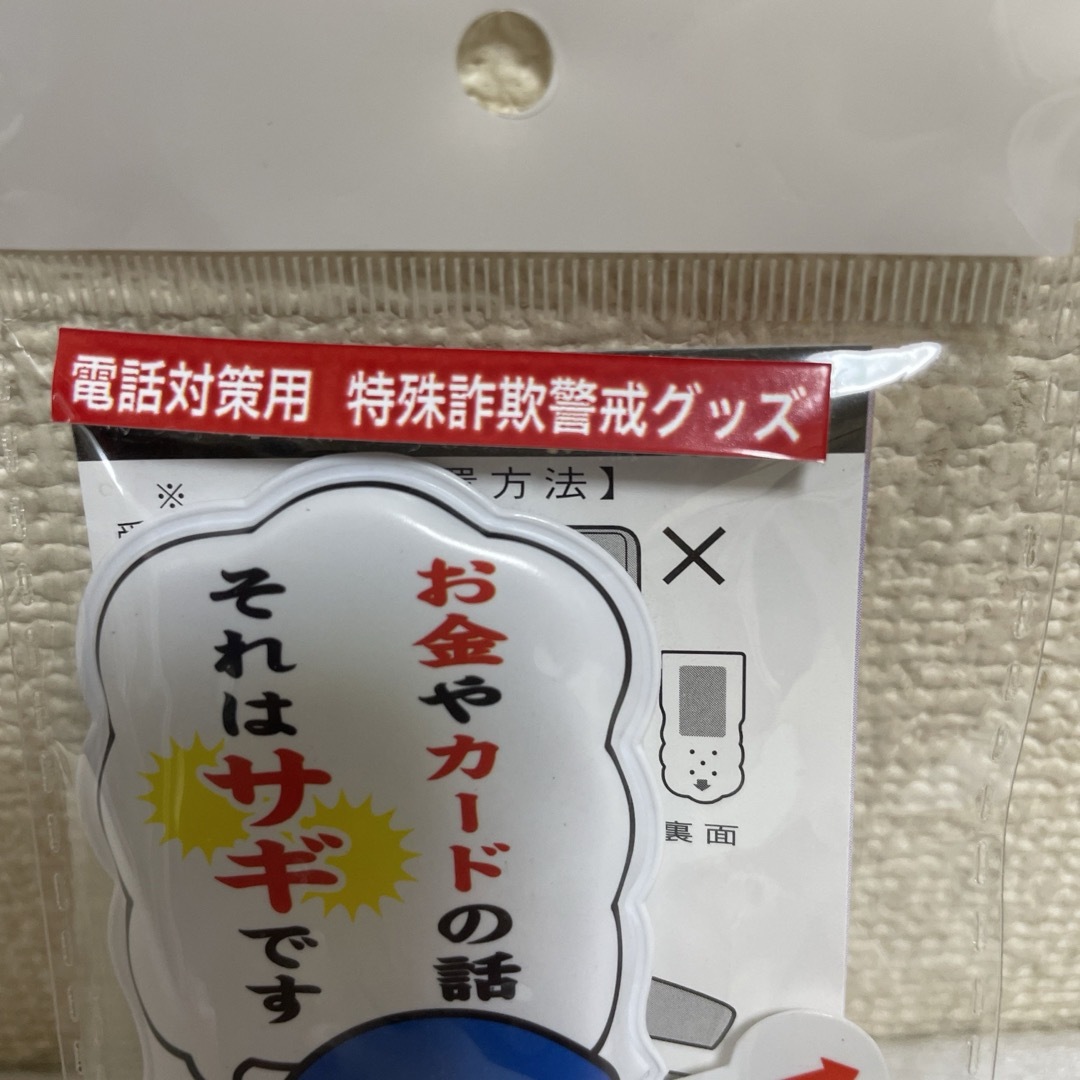 電話対策用 特殊詐欺警戒グッズ
置方法】
※
×
お金やカードの話
それはサギです
裏面